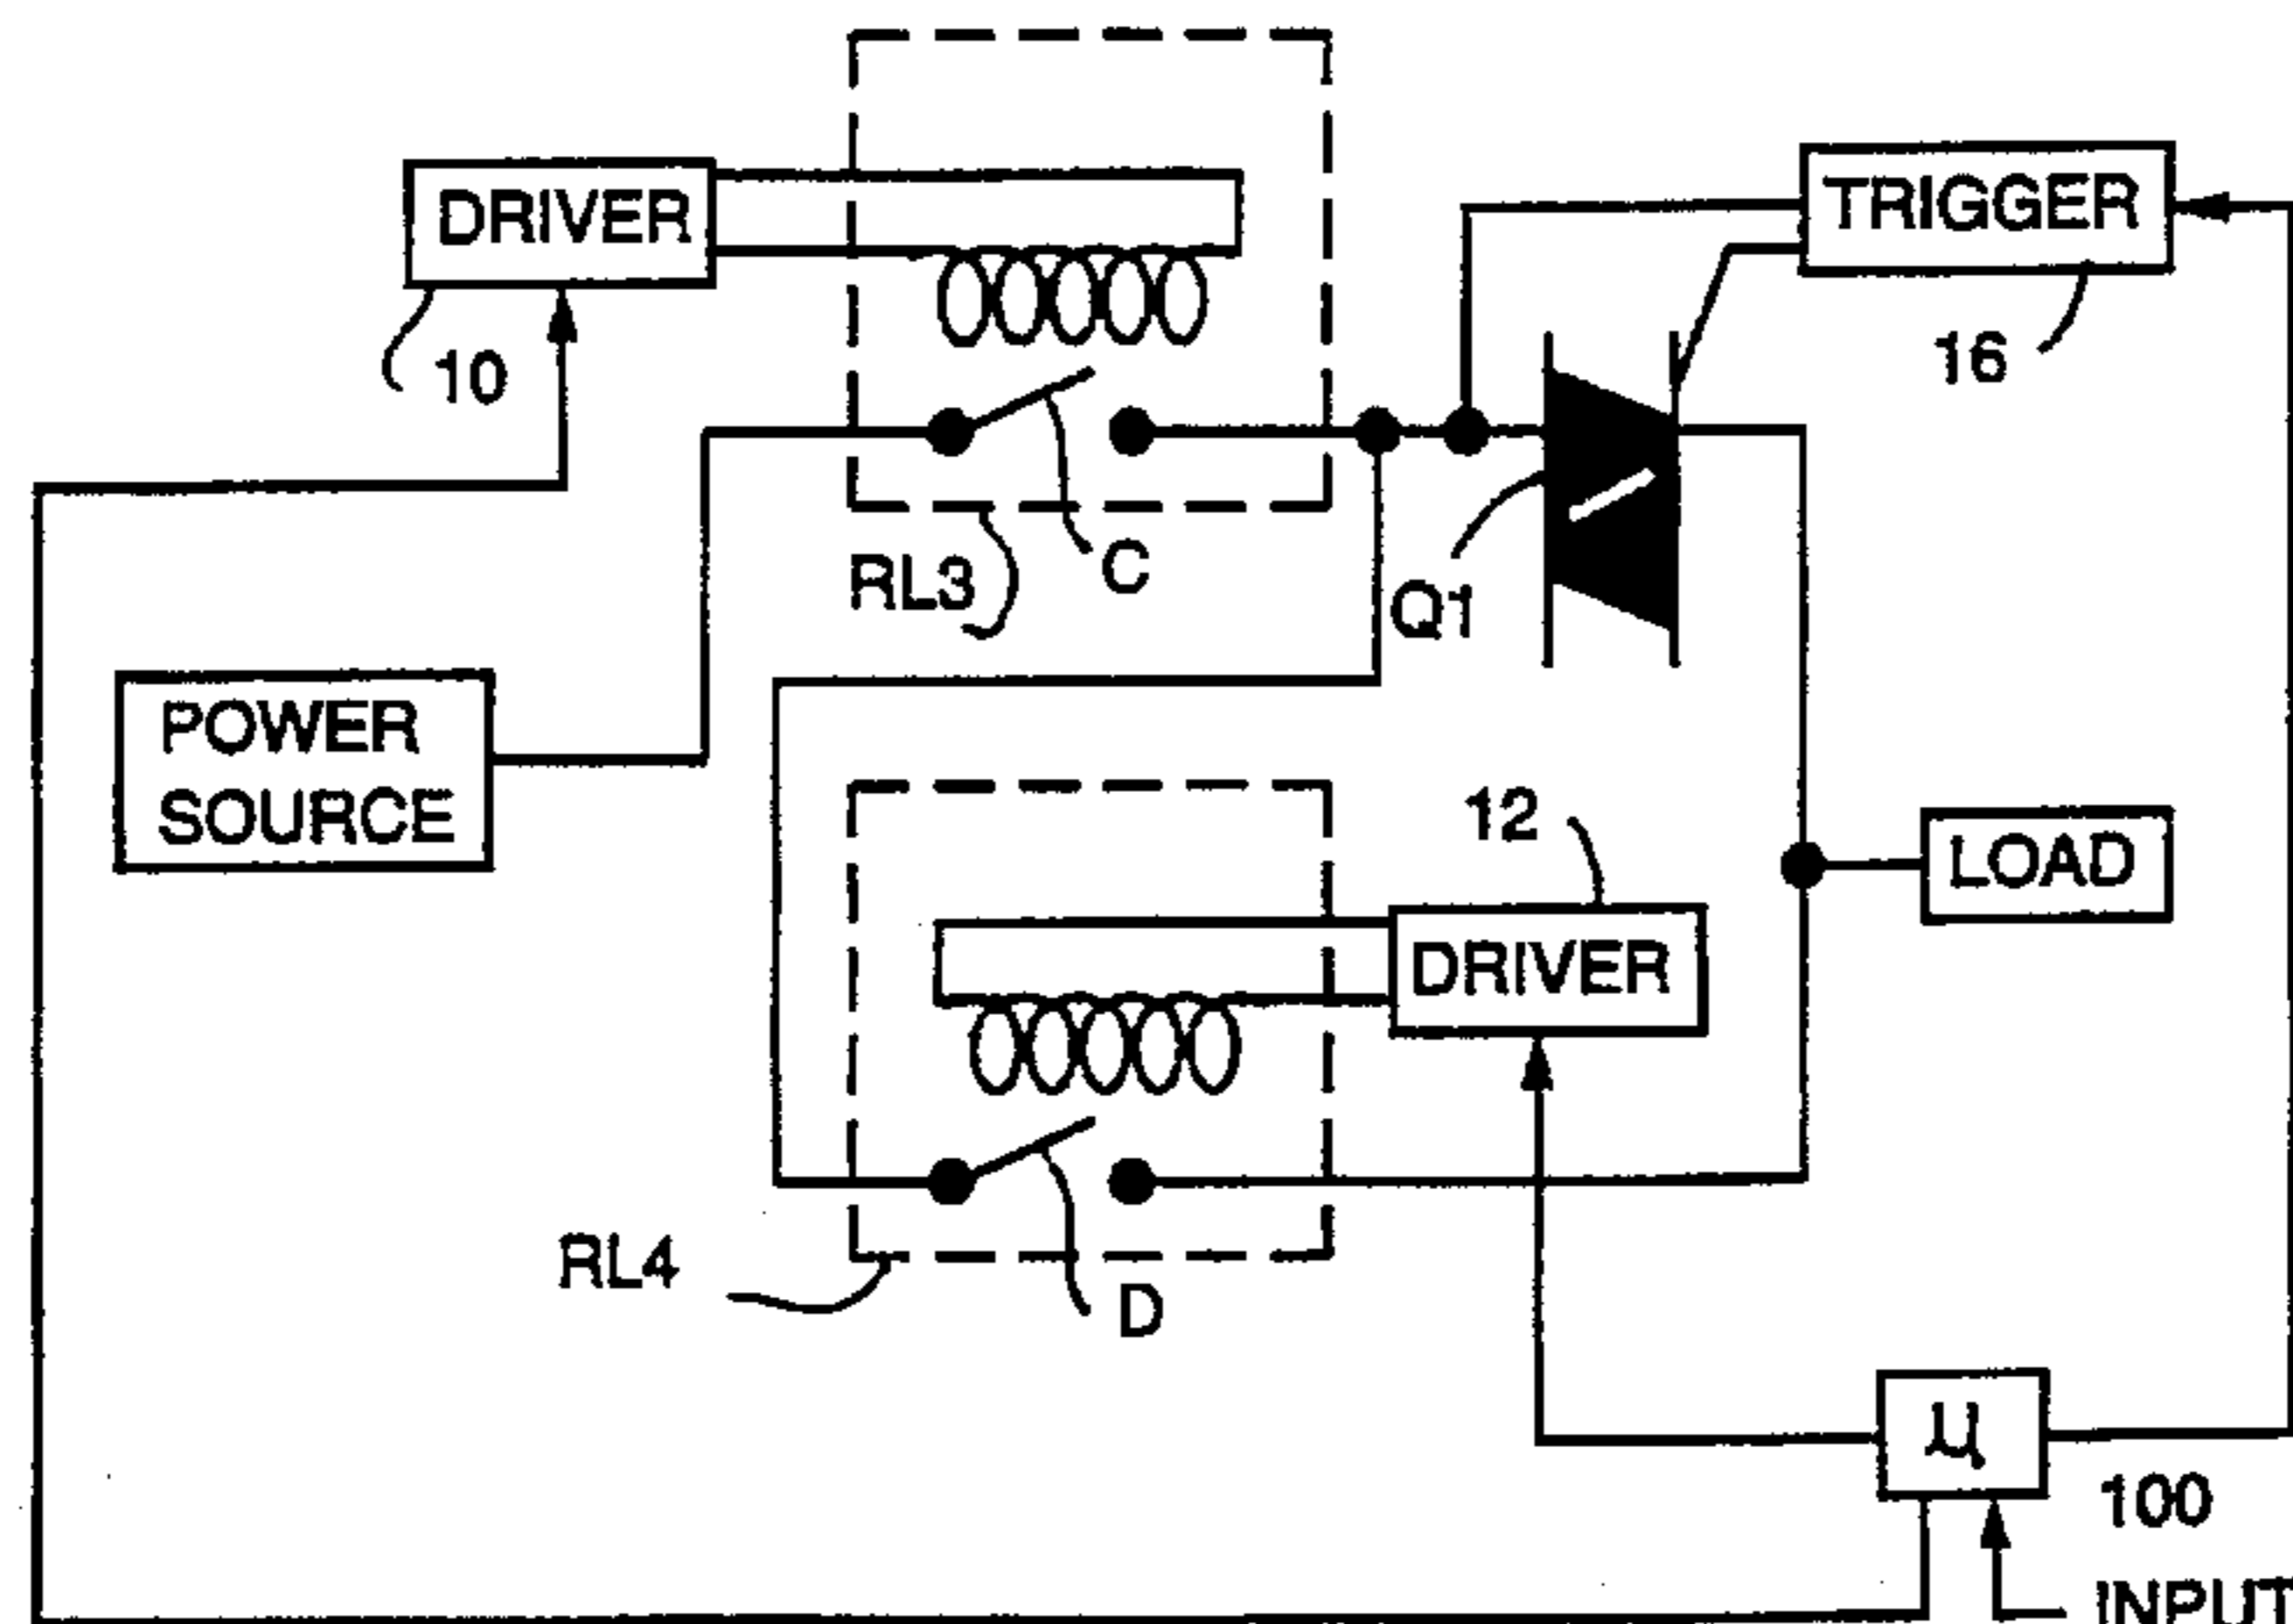 DRIVER
TRIGGER
10
16
RL3
C
Q1
POWER
SOURCE
12
LOAD
DRIVER
RL4
D
μ
100
INPUT